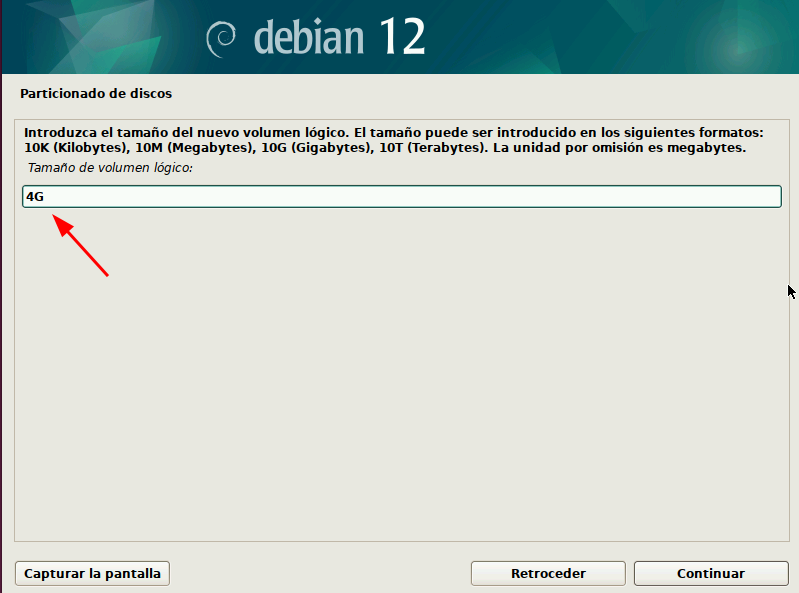 debian 12
Particionado de discos
Introduzca el tamaño del nuevo volumen lógico. El tamaño puede ser introducido en los siguientes formatos:
10K (Kilobytes), 10M (Megabytes), 10G (Gigabytes), 10T (Terabytes). La unidad por omisión es megabytes.
Tamaño de volumen lógico:
4G
Capturar la pantalla
Retroceder
Continuar